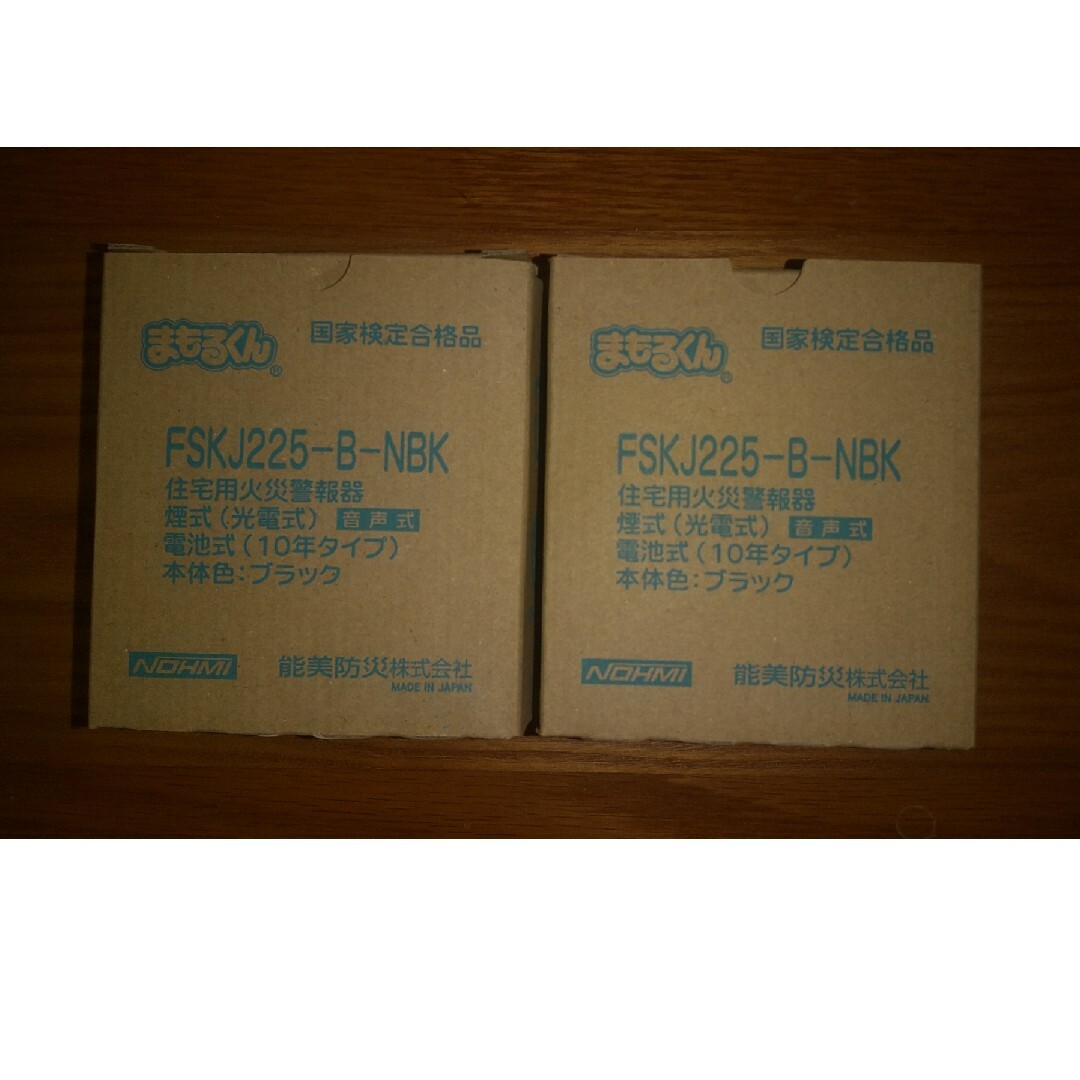 まもるくん®
国家検定合格品
FSKJ225-B-NBK
住宅用火災警報器
煙式(光電式) 音声式
電池式(10年タイプ)
本体色:ブラック
NOHMI 能美防災株式会社
MADE IN JAPAN
まもるくん®
国家検定合格品
FSKJ225-B-NBK
住宅用火災警報器
煙式(光電式) 音声式
電池式(10年タイプ)
本体色:ブラック
NOHMI 能美防災株式会社
MADE IN JAPAN